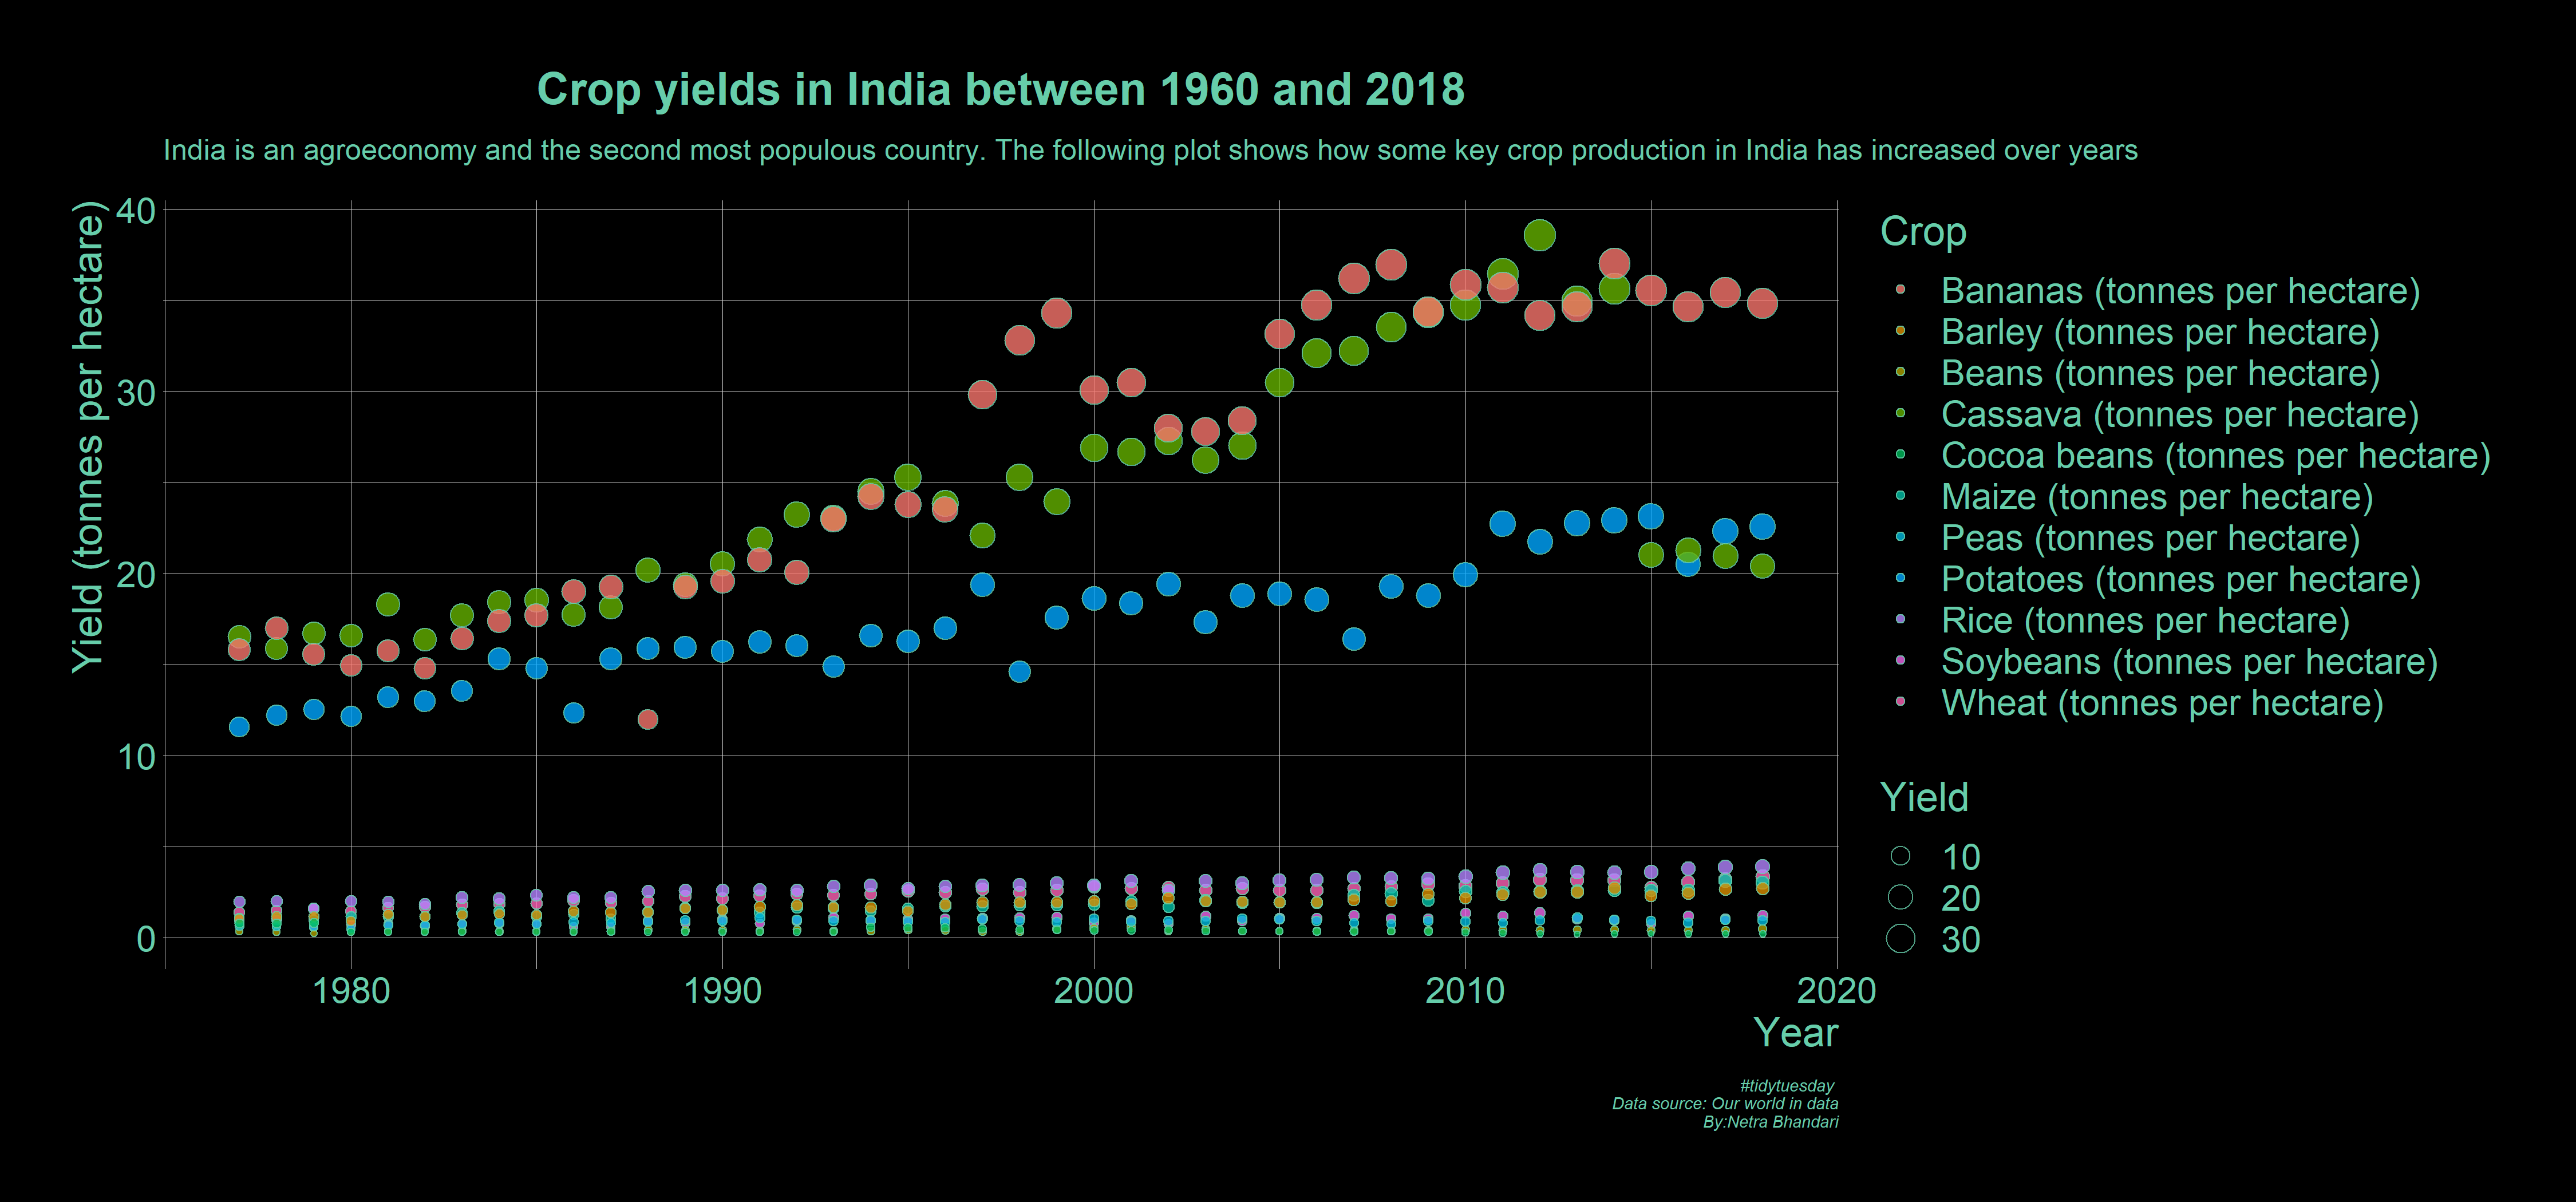 Crop yields in India between 1960 and 2018
India is an agroeconomy and the second most populous country. The following plot shows how some key crop production in India has increased over years
Yield (tonnes per hectare)
40
30
20
10
0
1980
1990
2000
2010
2020
Year
Crop
Bananas (tonnes per hectare)
Barley (tonnes per hectare)
Beans (tonnes per hectare)
Cassava (tonnes per hectare)
Cocoa beans (tonnes per hectare)
Maize (tonnes per hectare)
Peas (tonnes per hectare)
Potatoes (tonnes per hectare)
Rice (tonnes per hectare)
Soybeans (tonnes per hectare)
Wheat (tonnes per hectare)
Yield
10
20
30
#tidytuesday
Data source: Our world in data
By:Netra Bhandari